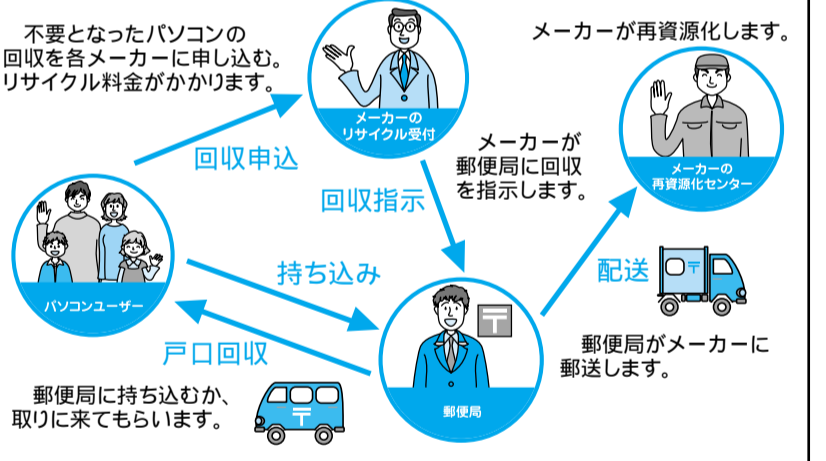 不要となったパソコンの
回収を各メーカーに申し込む。
リサイクル料金がかかります。
メーカーの
リサイクル受付
メーカーが再資源化します。
メーカーの
再資源化センター
回収申込
メーカーが
郵便局に回収
を指示します。
回収指示
パソコンユーザー
持ち込み
配送
戸口回収
郵便局
郵便局がメーカーに
郵送します。
郵便局に持ち込むか、
取りに来てもらいます。
〒
〒
〒